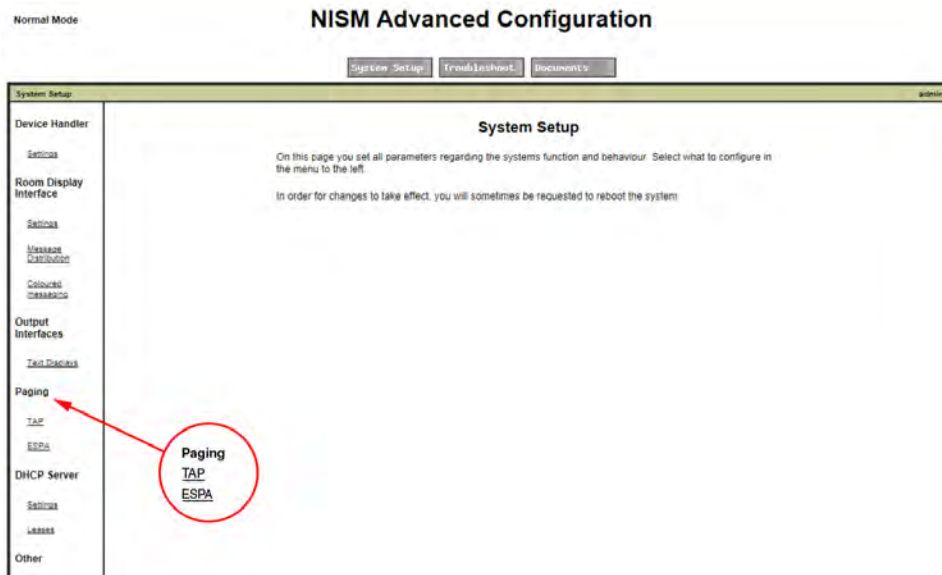 Normal Mode
NISM Advanced Configuration
System Setup
Troubleshoot
Documents
System Setup
admin
Device Handler
Settings
Room Display
Interface
Settings
Message
Distribution
Coloured
messaging
Output
Interfaces
Text Displays
Paging
TAP
ESPA
DHCP Server
Settings
Leases
Other
System Setup
On this page you set all parameters regarding the systems function and behaviour. Select what to configure in
the menu to the left.
In order for changes to take effect, you will sometimes be requested to reboot the system
Paging
TAP
ESPA